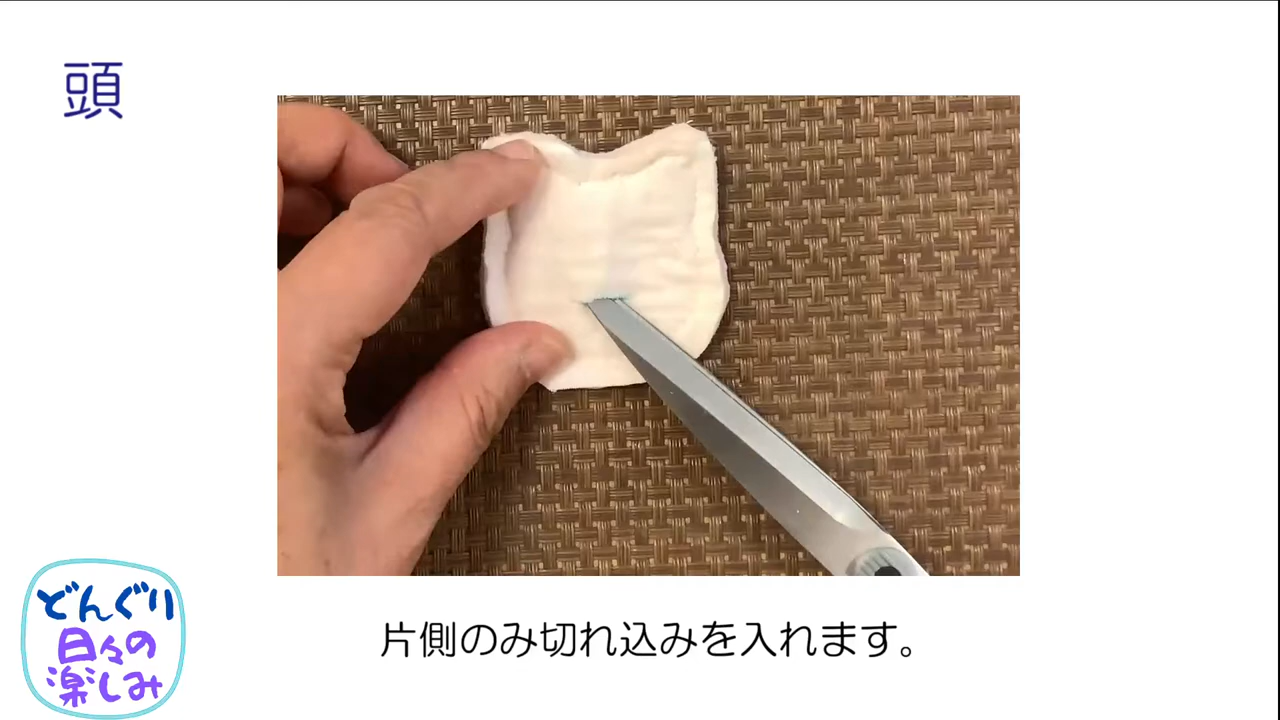 頭
片側のみ切れ込みを入れます。
どんぐり
日々の
楽しみ